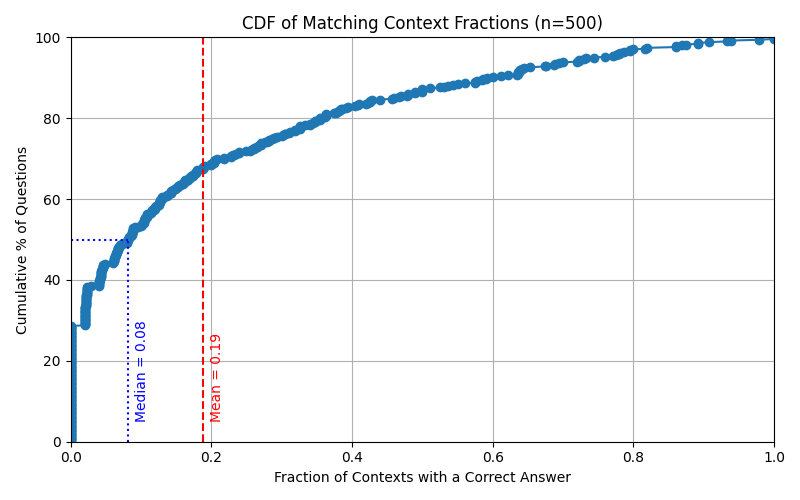 CDF of Matching Context Fractions (n=500)
Cumulative % of Questions
100
80
60
40
20
0
Median = 0.08
Mean = 0.19
0.0 0.2 0.4 0.6 0.8 1.0
Fraction of Contexts with a Correct Answer